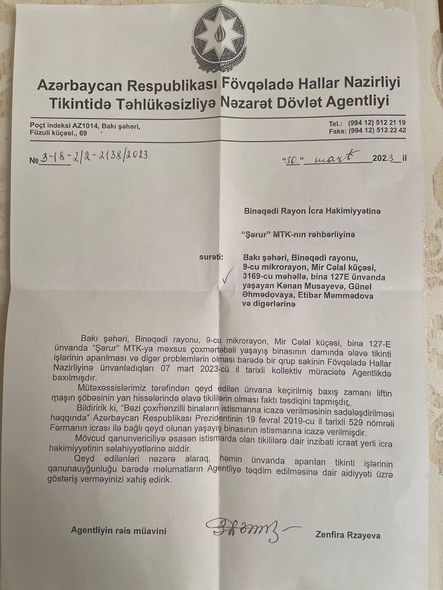 Azərbaycan Respublikası Fövqəladə Hallar Nazirliyi
Tikintidə Təhlükəsizliyə Nəzarət Dövlət Agentliyi
Poçt indeksi AZ1014, Bakı şəhəri,
Füzuli küçəsi., 69
Tel.: (994 12) 512 21 19
Faks: (994 12) 512 22 42
№ 3-18-2/2-2138/2023
"30" mart 2023 il
Binəqədi Rayon İcra Hakimiyyətinə
"Şərur" MTK-nın rəhbərliyinə
surəti: Bakı şəhəri, Binəqədi rayonu,
9-cu mikrorayon, Mir Cəlal küçəsi,
3169-cu məhəllə, bina 127E ünvanda
yaşayan Kənan Musayevə, Günel
Əhmədovaya, Etibar Məmmədova
və digərlərinə
Bakı şəhəri, Binəqədi rayonu, 9-cu mikrorayon, Mir Cəlal küçəsi, bina 127-E
ünvanda "Şərur" MTK-ya məxsus çoxmərtəbəli yaşayış binasının damında əlavə tikinti
işlərinin aparılması və digər problemlərin olması barədə bir qrup sakinin Fövqəladə Hallar
Nazirliyinə ünvanladıqları 07 mart 2023-cü il tarixli kollektiv müraciətə Agentlikdə
baxılmışdır.
Mütəxəssislərimiz tərəfindən qeyd edilən ünvana keçirilmiş baxış zamanı liftin
maşın şöbəsinin yan hissələrində əlavə tikililərin olması faktı təsdiqini tapmışdıq.
Bildiririk ki, "Bəzi çoxmənzilli binaların istismarına icazə verilməsinin sadələşdirilməsi
haqqında" Azərbaycan Respublikası Prezidentinin 19 fevral 2019-cu il tarixli 529 nömrəli
Fərmanın icrası ilə bağlı qeyd olunan yaşayış binasının istismarına icazə verilmişdir.
Mövcud qanunvericiliyə əsasən istismarda olan tikililərə dair inzibati icraat yerli icra
hakimiyyətinin səlahiyyətlərinə aiddir.
Qeyd edilənləri nəzərə alaraq, həmin ünvanda aparılan tikinti işlərinin
qanunauyğunluğu barədə məlumatların Agentliyə təqdim edilməsinə dair aidiyyəti üzrə
göstəriş verməyinizi xahiş edirik.
Agentliyin rəis müavini
Zenfira Rzayeva